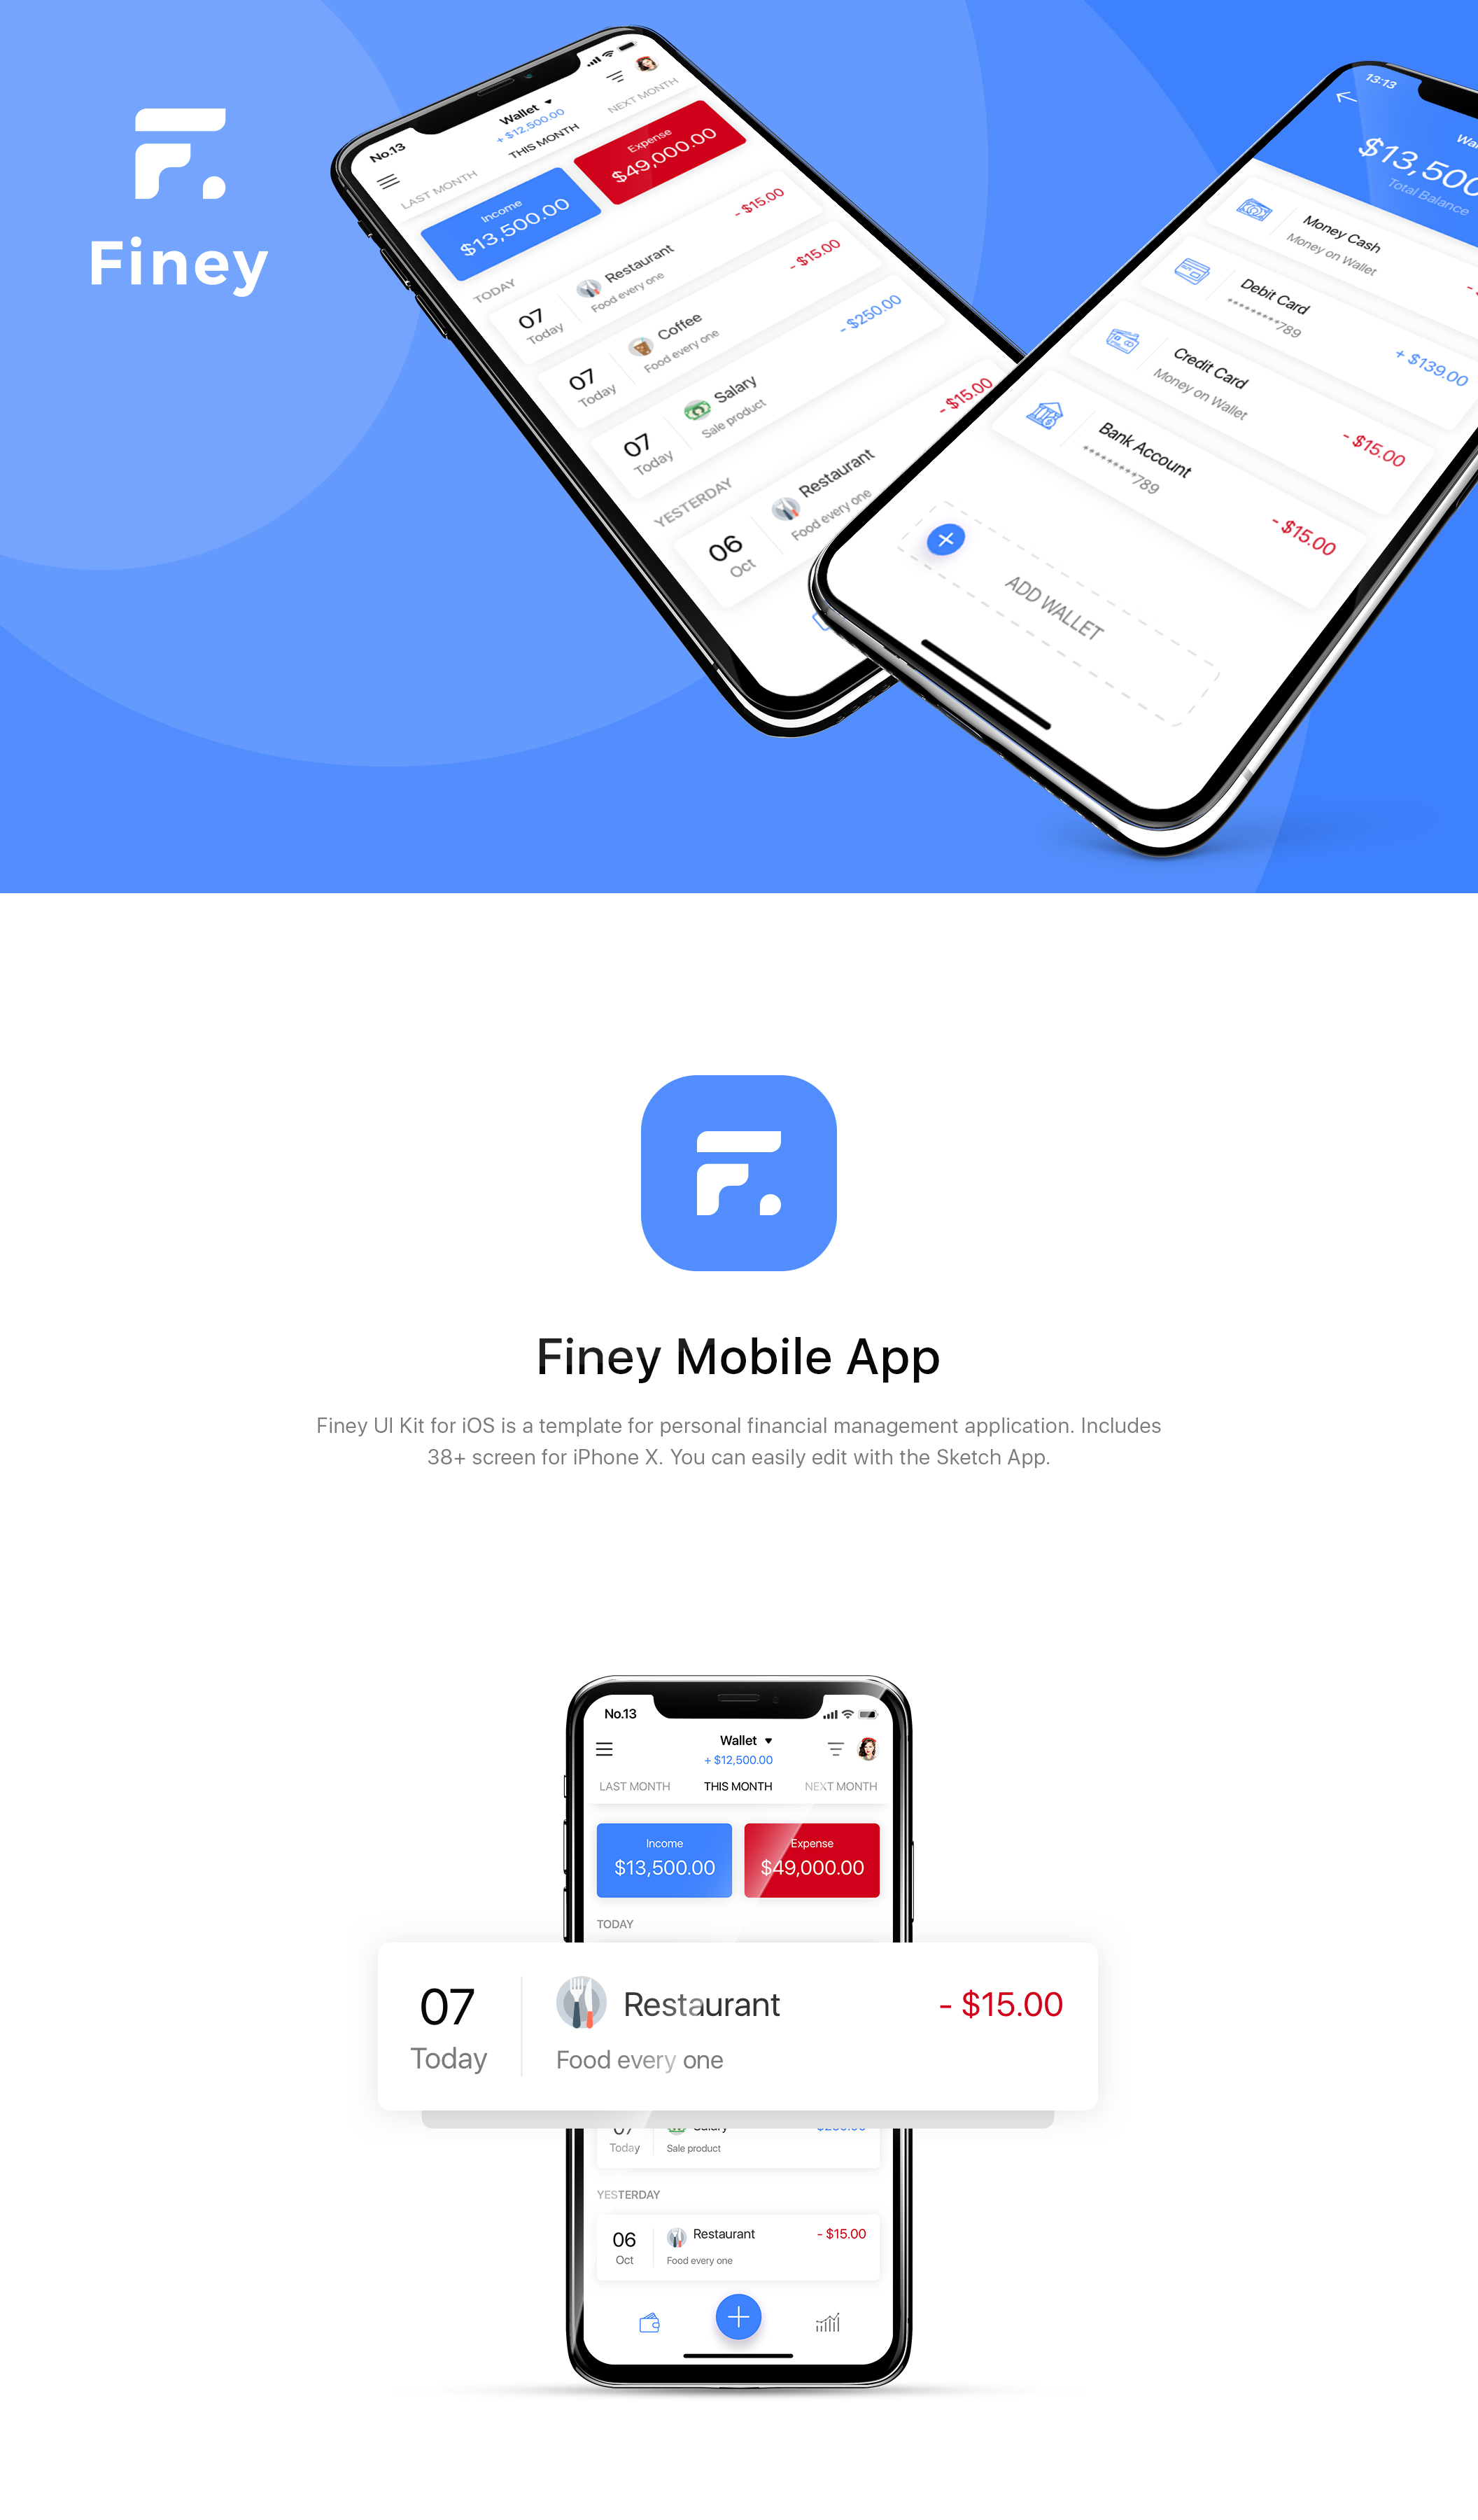 F.
Finey
No.13
Wallet
+ $12,500.00
LAST MONTH
THIS MONTH
NEXT MONTH
Income
$13,500.00
Expense
$49,000.00
TODAY
07
Today
Restaurant
Food every one
- $15.00
07
Today
Coffee
Food every one
- $15.00
07
Today
Salary
Sale product
- $250.00
YESTERDAY
06
Oct
Restaurant
Food every one
- $15.00
13:13
$13,500
Total Balance
Money Cash
Money on Wallet
Debit Card
*********789
+ $139.00
Credit Card
Money on Wallet
- $15.00
Bank Account
*********789
- $15.00
ADD WALLET
F.
Finey Mobile App
Finey UI Kit for iOS is a template for personal financial management application. Includes
38+ screen for iPhone X. You can easily edit with the Sketch App.
No.13
Wallet
+ $12,500.00
LAST MONTH
THIS MONTH
NEXT MONTH
Income
$13,500.00
Expense
$49,000.00
TODAY
07
Today
Restaurant
Food every one
- $15.00
Today
Sale product
YESTERDAY
06
Oct
Restaurant
Food every one
- $15.00